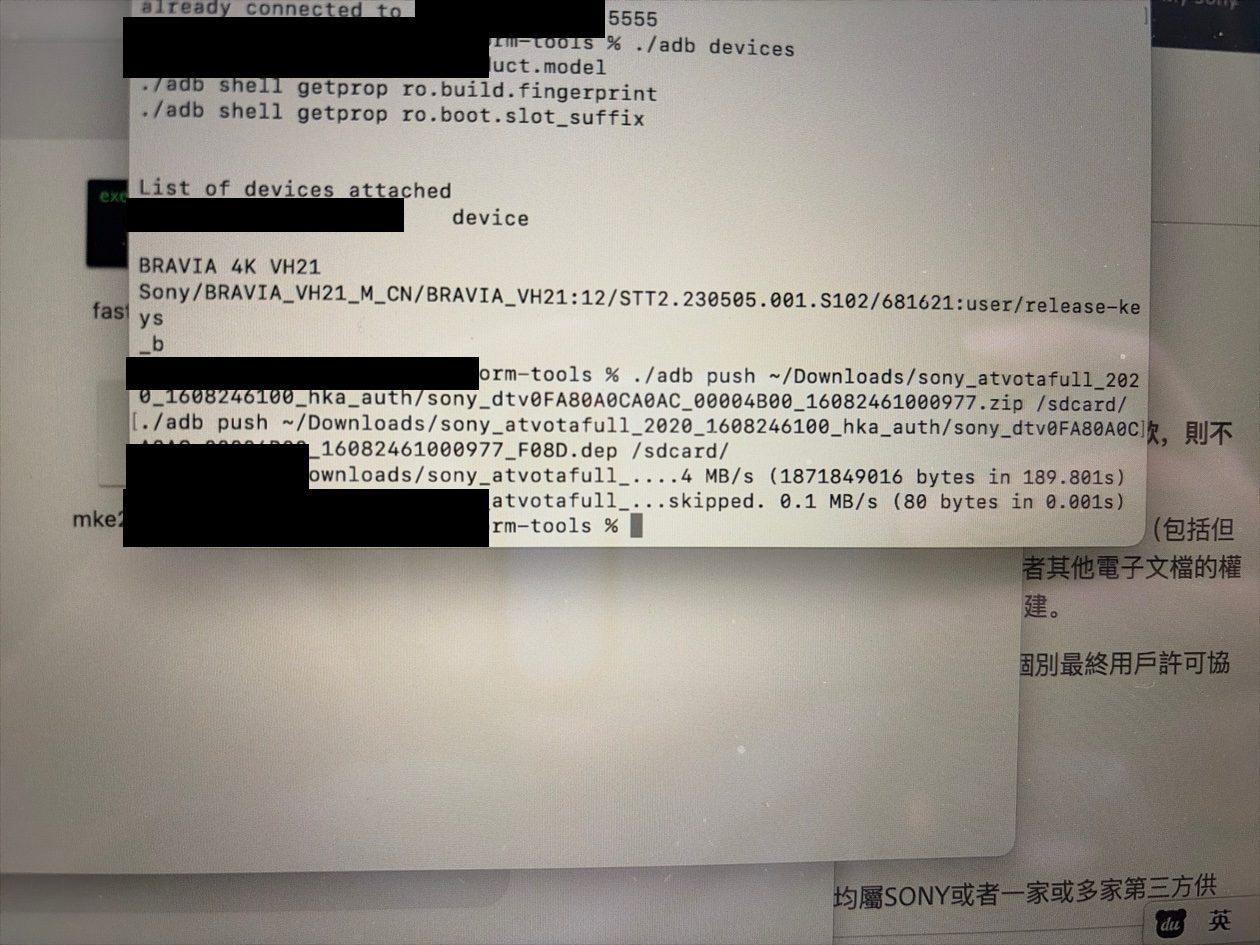 already connected to
5555
orm-tools % ./adb devices
duct.model
./adb shell getprop ro.build.fingerprint
./adb shell getprop ro.boot.slot_suffix
List of devices attached
device
BRAVIA 4K VH21
Sony/BRAVIA_VH21_M_CN/BRAVIA_VH21:12/STT2.230505.001.S102/681621:user/release-ke
ys
_b
orm-tools % ./adb push ~/Downloads/sony_atvotafull_202
0_1608246100_hka_auth/sony_dtv0FA80A0CA0AC_00004B00_16082461000977.zip /sdcard/
[./adb push ~/Downloads/sony_atvotafull_2020_1608246100_hka_auth/sony_dtv0FA80A0C]
_16082461000977_F08D.dep /sdcard/
ownloads/sony_atvotafull_....4 MB/s (1871849016 bytes in 189.801s)
_atvotafull_...skipped. 0.1 MB/s (80 bytes in 0.001s)
rm-tools %
exe
fast
mke2
，則不
（包括但
者其他電子文檔的權
建。
個別最終用戶許可協
均屬SONY或者一家或多家第三方供
du 英